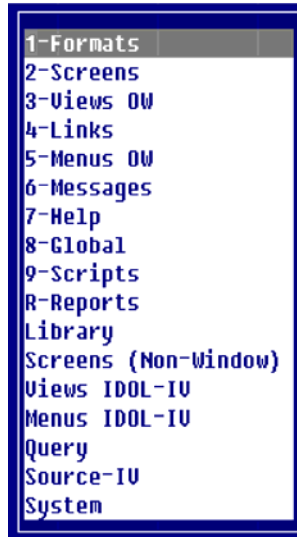 1-Formats
2-Screens
3-Views OW
4-Links
5-Menus OW
6-Messages
7-Help
8-Global
9-Scripts
R-Reports
Library
Screens (Non-Window)
Views IDOL-IV
Menus IDOL-IV
Query
Source-IV
System